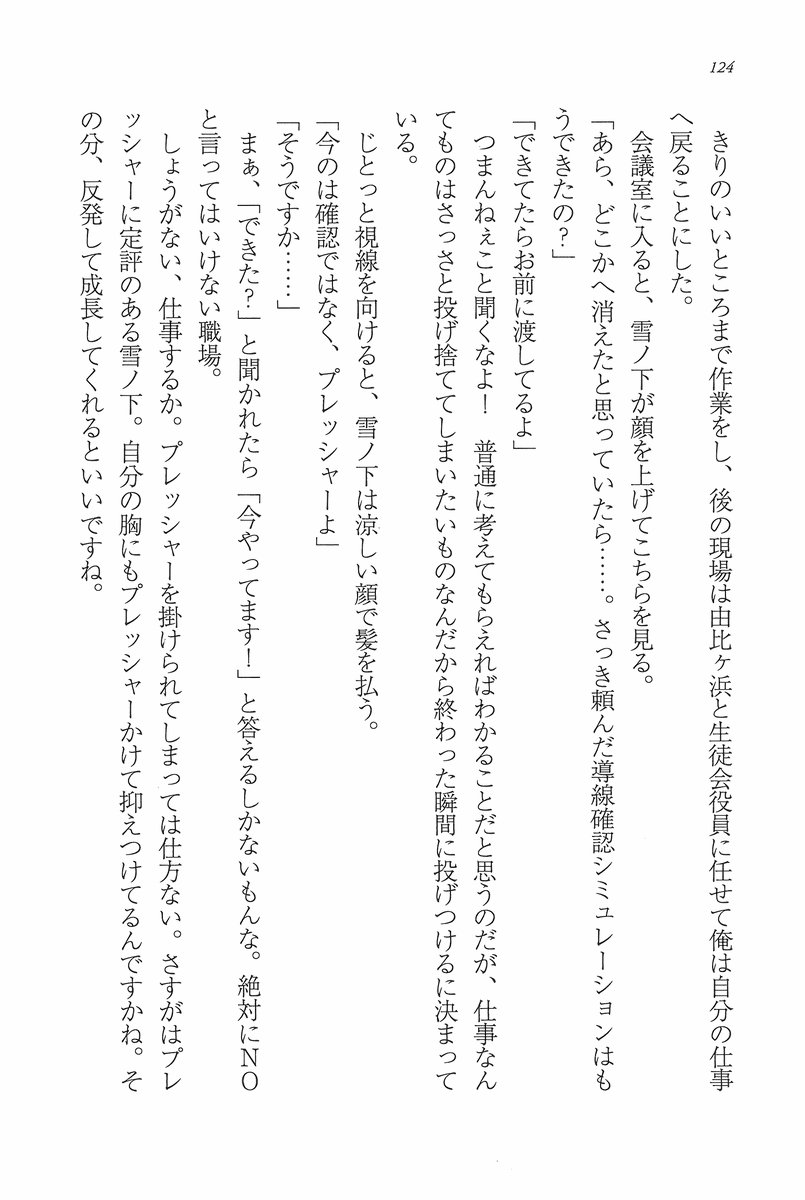 124
きりのいいところまで作業をし、後の現場は由比ヶ浜と生徒会役員に任せて俺は自分の仕事
へ戻ることにした。
会議室に入ると、雪ノ下が顔を上げてこちらを見る。
「あら、どこかへ消えたと思っていたら……。さっき頼んだ導線確認シミュレーションはも
うできたの？」
「できてたらお前に渡してるよ」
つまんねぇこと聞くなよ！　普通に考えてもらえればわかることだと思うのだが、仕事なん
てものはさっさと投げ捨ててしまいたいものなんだから終わった瞬間に投げつけるに決まって
いる。
じとっと視線を向けると、雪ノ下は涼しい顔で髪を払う。
「今のは確認ではなく、プレッシャーよ」
「そうですか……」
まぁ、「できた？」と聞かれたら「今やってます！」と答えるしかないもんな。絶対にＮＯ
と言ってはいけない職場。
しょうがない、仕事するか。プレッシャーを掛けられてしまっては仕方ない。さすがはプレ
ッシャーに定評のある雪ノ下。自分の胸にもプレッシャーかけて抑えつけてるんですかね。そ
の分、反発して成長してくれるといいですね。